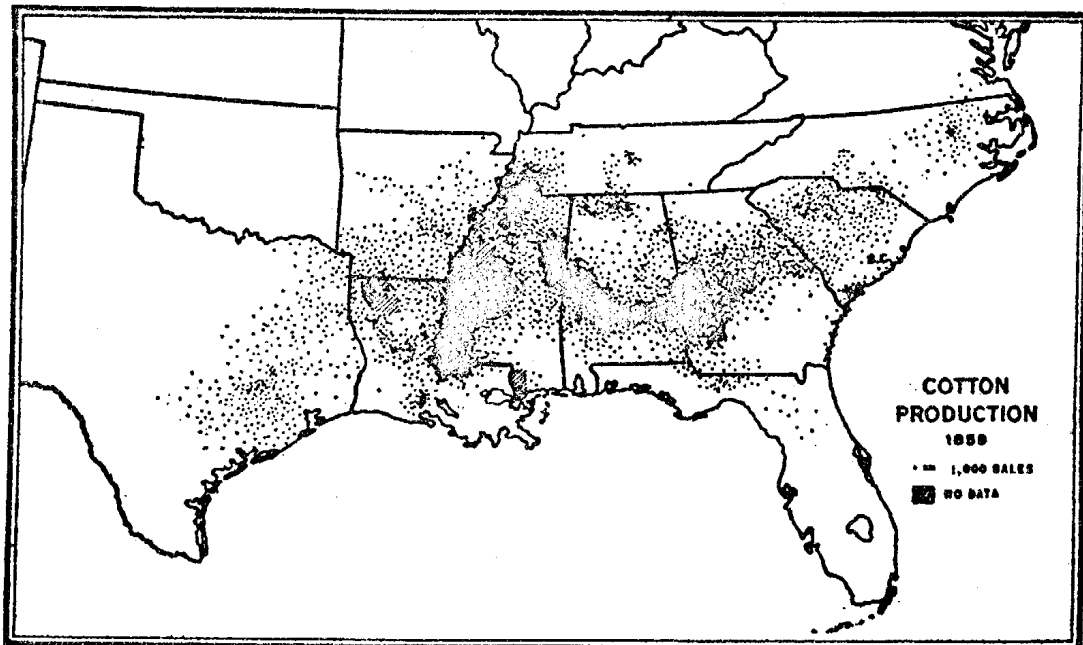 S.C.
COTTON
PRODUCTION
1859
• = 1,000 BALES
NO DATA